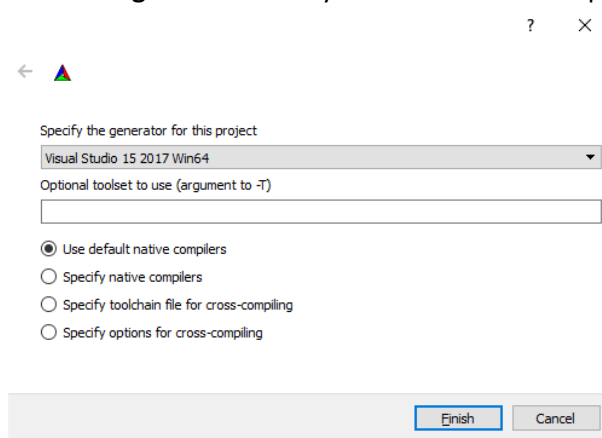 ?
Specify the generator for this project
Visual Studio 15 2017 Win64
Optional toolset to use (argument to -T)
Use default native compilers
Specify native compilers
Specify toolchain file for cross-compiling
Specify options for cross-compiling
Finish Cancel